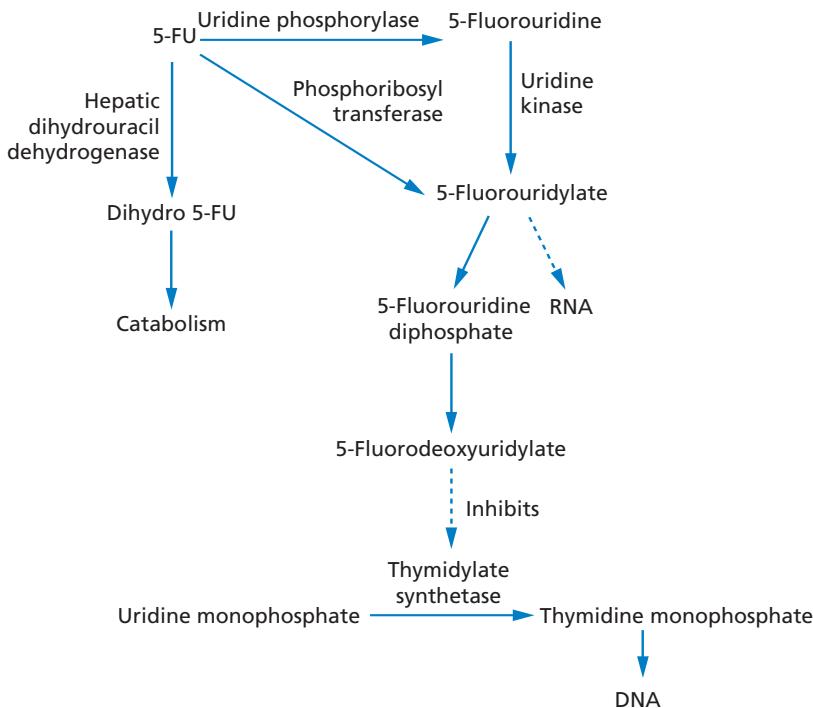 Uridine phosphorylase
5-FU
5-Fluorouridine
Hepatic
dihydrouracil
dehydrogenase
Phosphoribosyl
transferase
Uridine
kinase
Dihydro 5-FU
5-Fluorouridylate
Catabolism
5-Fluorouridine
diphosphate
RNA
5-Fluorodeoxyuridylate
Inhibits
Thymidylate
synthetase
Uridine monophosphate
Thymidine monophosphate
DNA